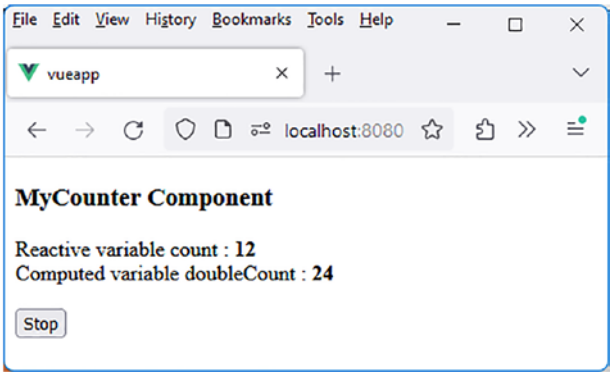 File Edit View History Bookmarks Tools Help
vueapp
localhost:8080
MyCounter Component
Reactive variable count : 12
Computed variable doubleCount : 24
Stop